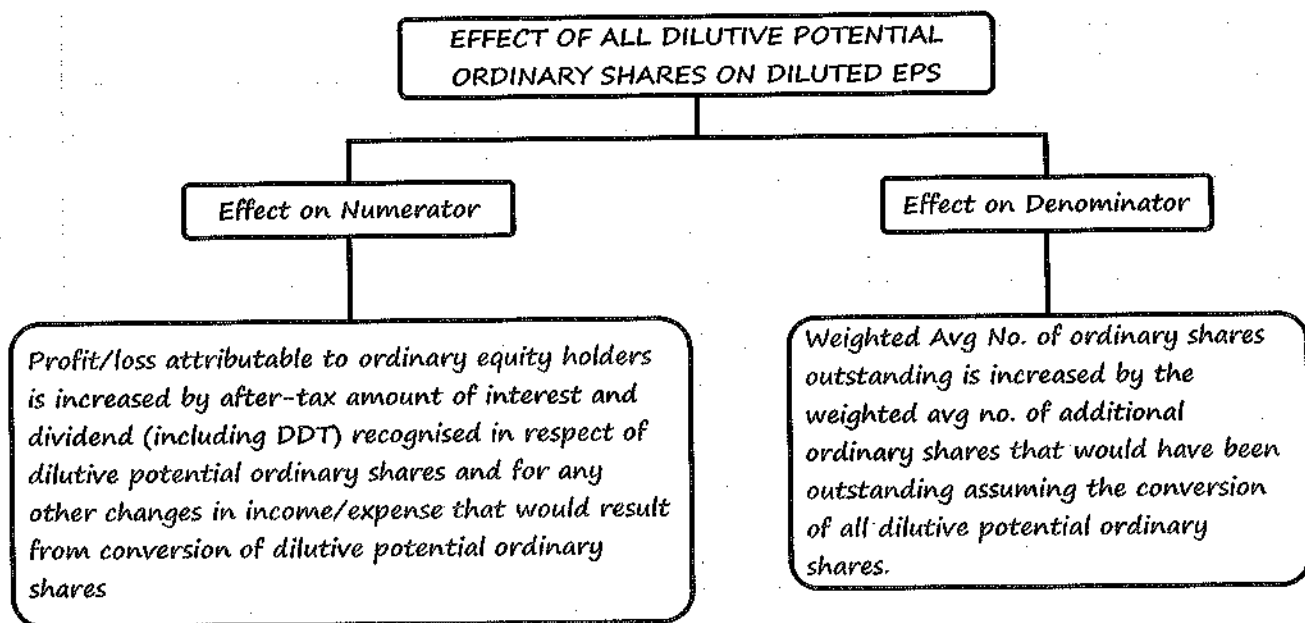 EFFECT OF ALL DILUTIVE POTENTIAL
ORDINARY SHARES ON DILUTED EPS
Effect on Numerator
Effect on Denominator
Profit/loss attributable to ordinary equity holders
is increased by after-tax amount of interest and
dividend (including DDT) recognised in respect of
dilutive potential ordinary shares and for any
other changes in income/expense that would result
from conversion of dilutive potential ordinary
shares
Weighted Avg No. of ordinary shares
outstanding is increased by the
weighted avg no. of additional
ordinary shares that would have been
outstanding assuming the conversion
of all dilutive potential ordinary
shares.